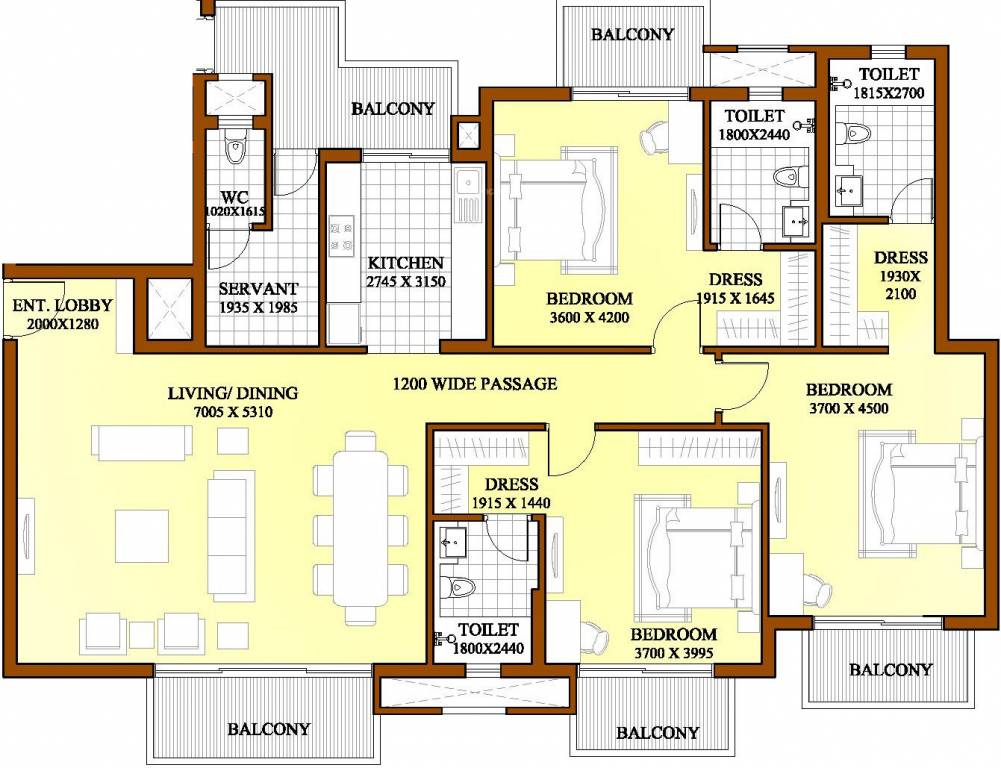 BALCONY
BALCONY
TOILET
1815X2700
TOILET
1800X2440
WC
1020X1615
KITCHEN
2745 X 3150
SERVANT
1935 X 1985
ENT. LOBBY
2000X1280
BEDROOM
3600 X 4200
DRESS
1915 X 1645
DRESS
1930X
2100
LIVING/ DINING
7005 X 5310
1200 WIDE PASSAGE
BEDROOM
3700 X 4500
DRESS
1915 X 1440
TOILET
1800X2440
BEDROOM
3700 X 3995
BALCONY
BALCONY
BALCONY